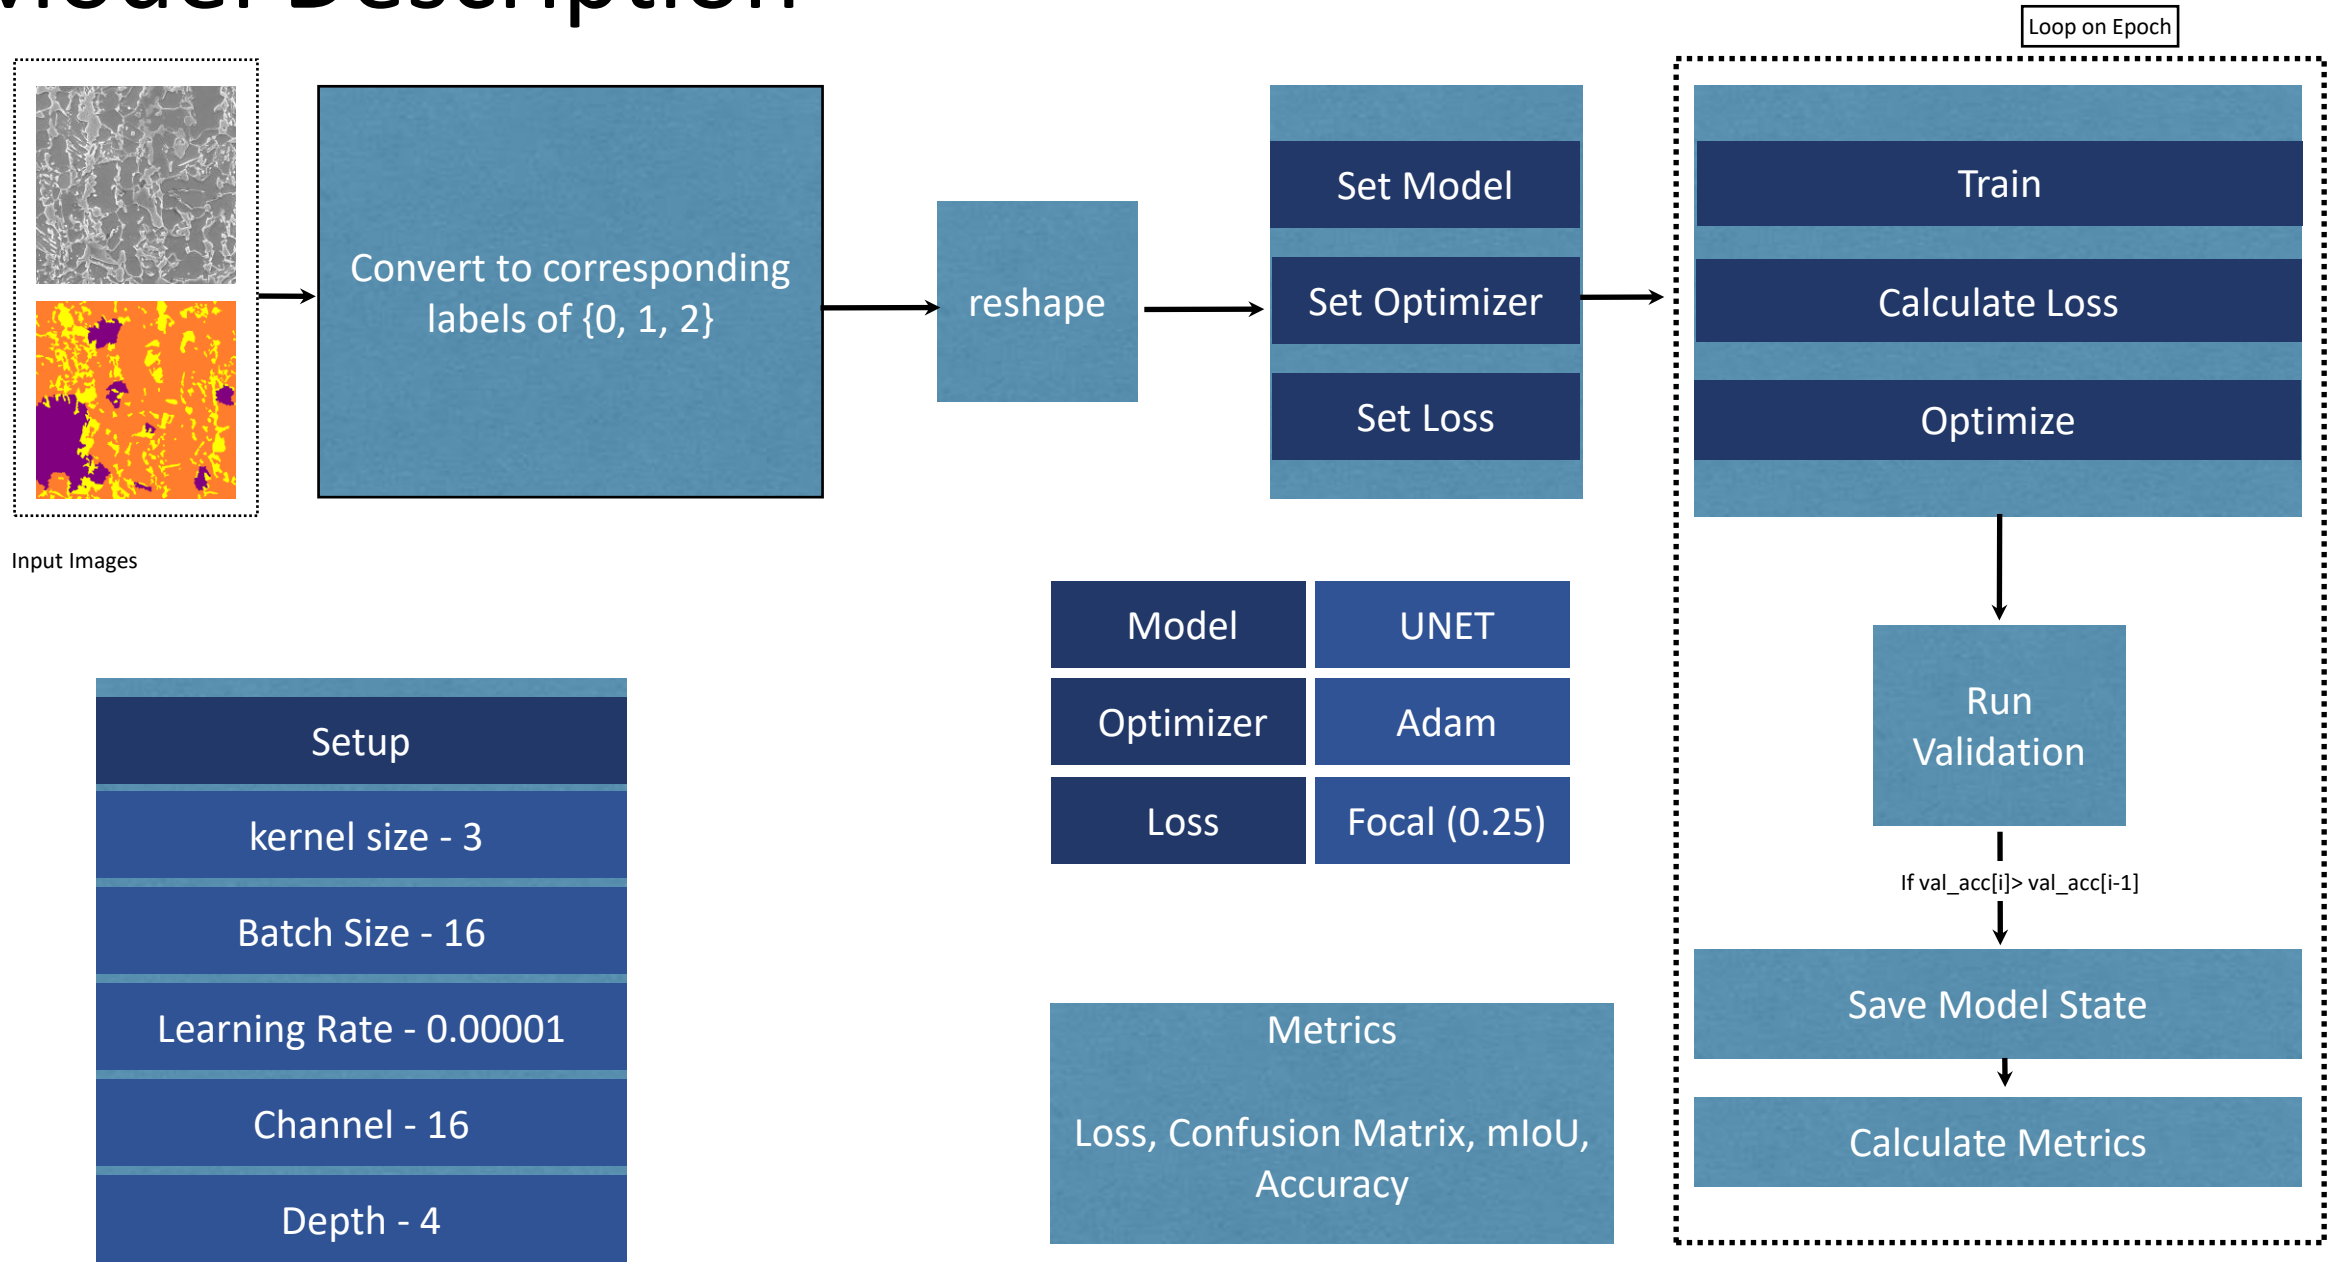 Model Description
Loop on Epoch
Input Images
Convert to corresponding
labels of {0, 1, 2}
reshape
Set Model
Set Optimizer
Set Loss
Train
Calculate Loss
Optimize
Run
Validation
If val_acc[i]> val_acc[i-1]
Save Model State
Calculate Metrics
Model
UNET
Optimizer
Adam
Loss
Focal (0.25)
Setup
kernel size - 3
Batch Size - 16
Learning Rate - 0.00001
Channel - 16
Depth - 4
Metrics
Loss, Confusion Matrix, mIoU,
Accuracy